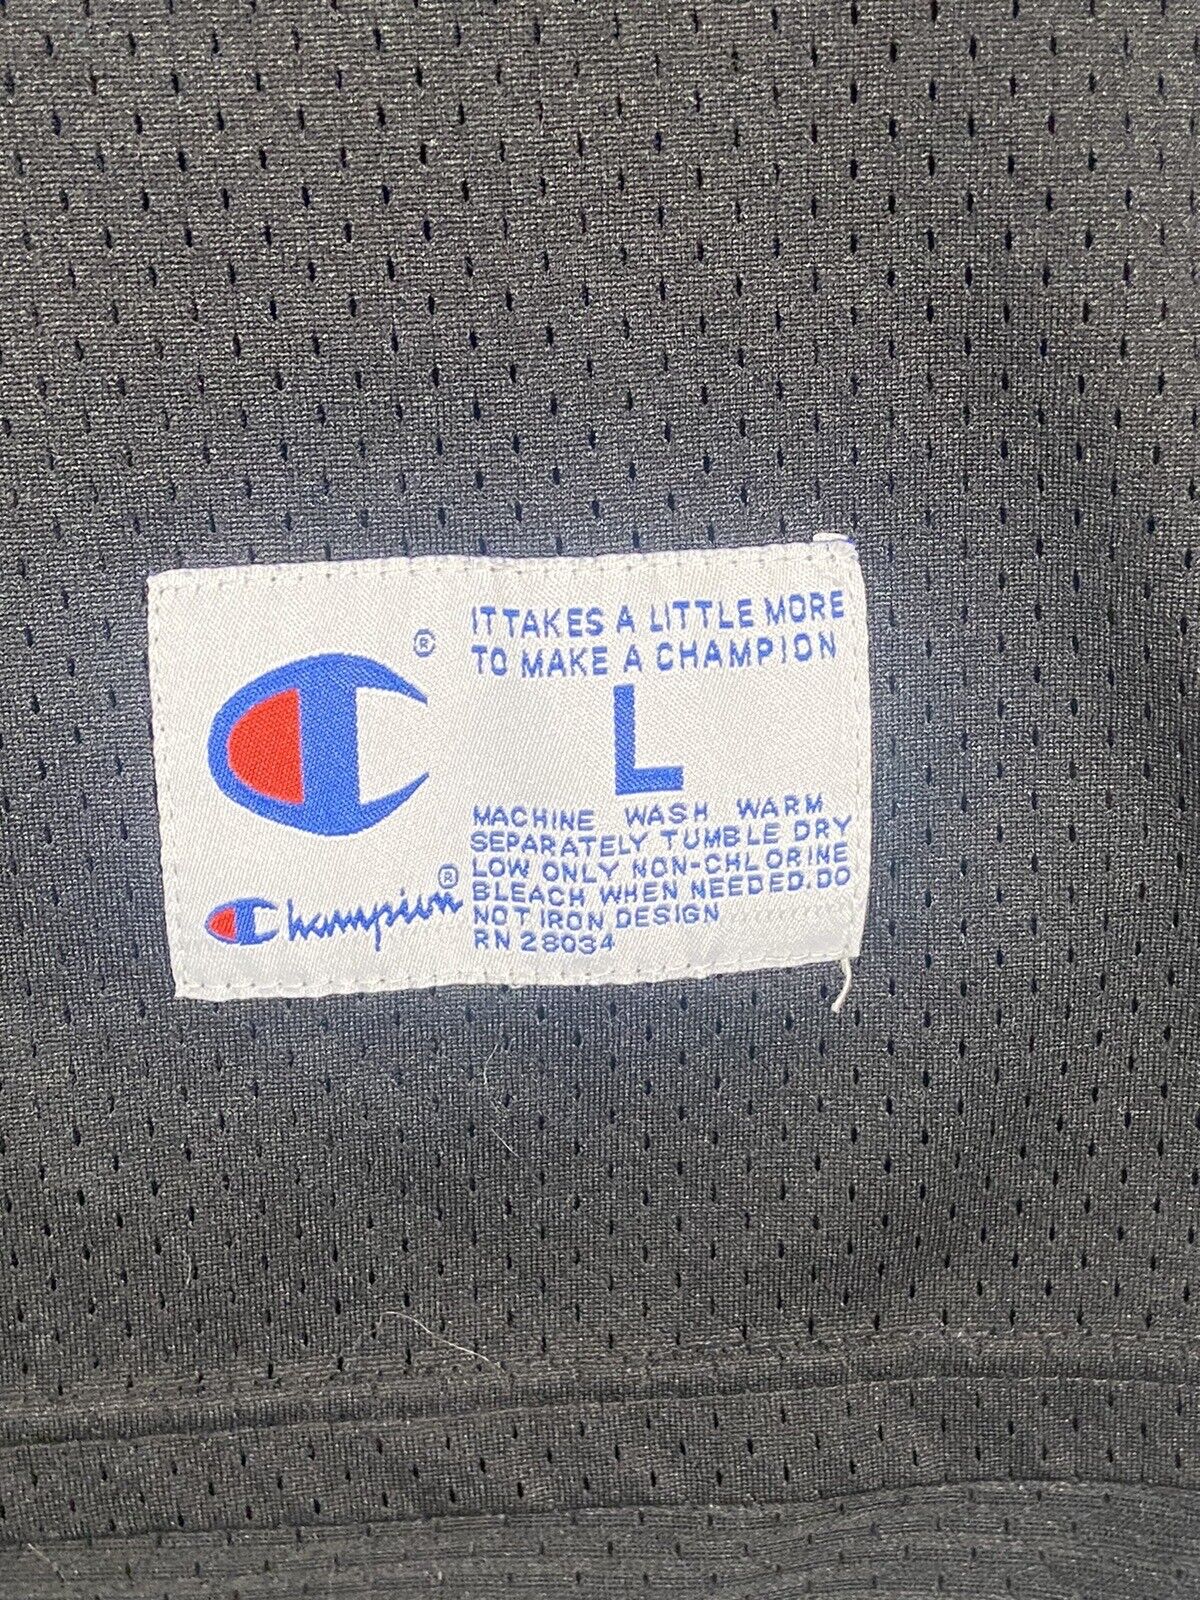 IT TAKES A LITTLE MORE
TO MAKE A CHAMPION
L
MACHINE WASH WARM
SEPARATELY TUMBLE DRY
LOW ONLY NON-CHLORINE
BLEACH WHEN NEEDED. DO
NOT IRON DESIGN
RN 28034
®
Champion®